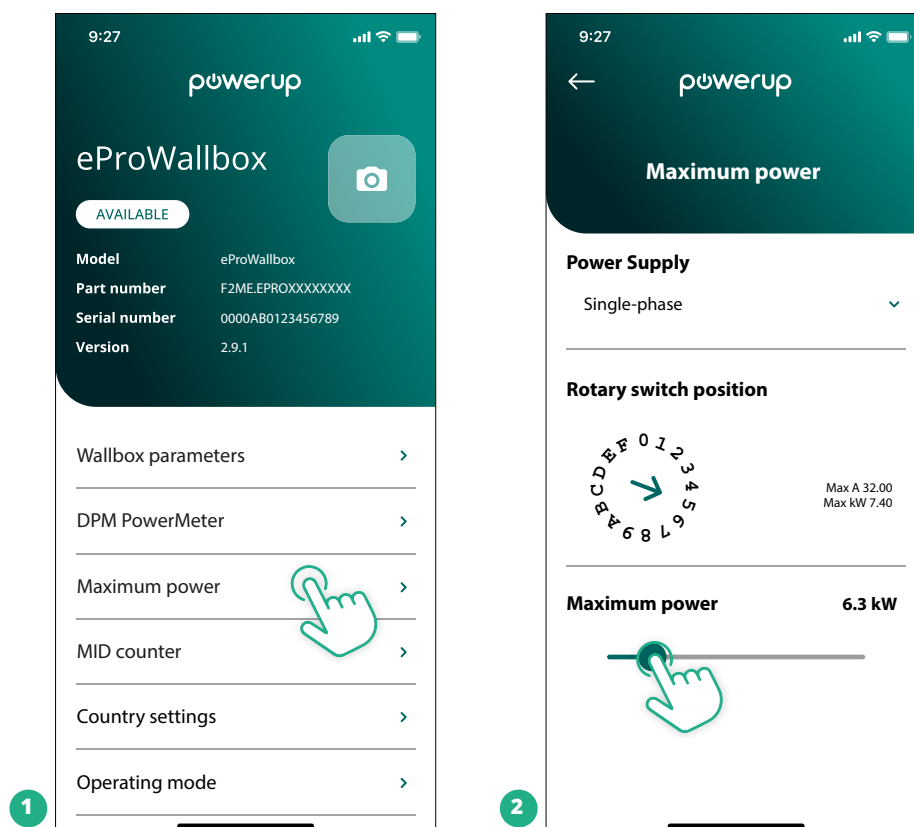 9:27
powerup
eProWallbox
AVAILABLE
Model eProWallbox
Part number F2ME.EPROXXXXXXXX
Serial number 0000AB0123456789
Version 2.9.1
Wallbox parameters
DPM PowerMeter
Maximum power
MID counter
Country settings
Operating mode
1
9:27
powerup
Maximum power
Power Supply
Single-phase
Rotary switch position
0 1 2 3 4 5 6 7 8 9 A B C D E F
Max A 32.00
Max kW 7.40
Maximum power 6.3 kW
2